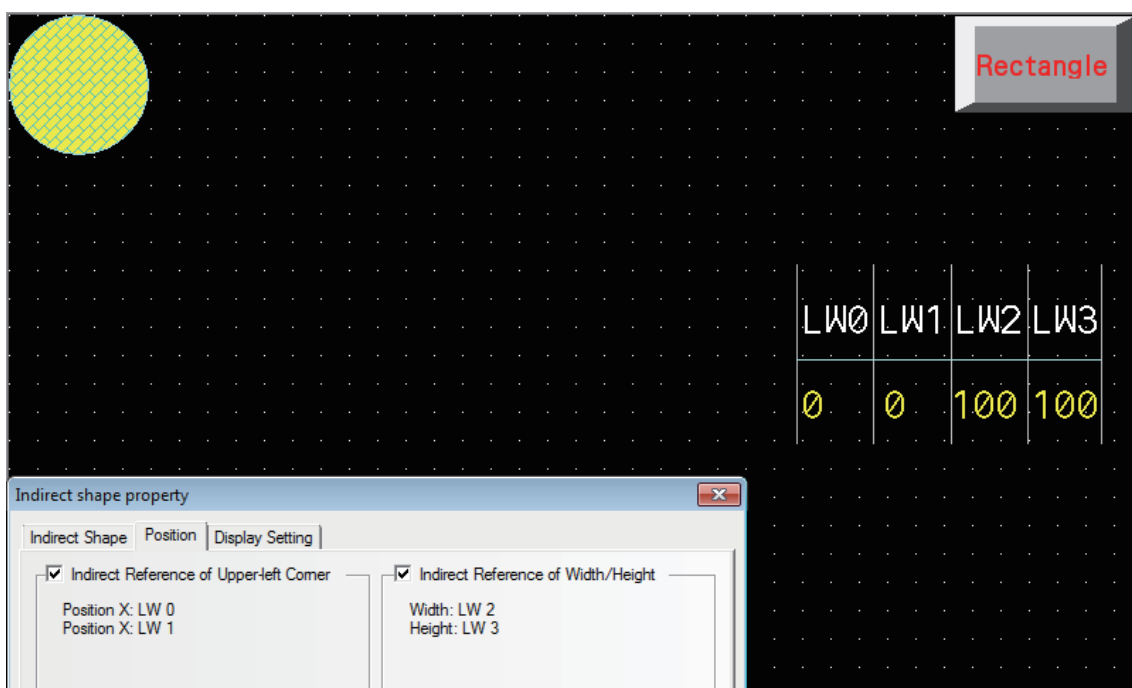 Rectangle
LW0 LW1 LW2 LW3
0 0 100 100
Indirect shape property
Indirect Shape Position Display Setting
Indirect Reference of Upper-left Corner Indirect Reference of Width/Height
Position X: LW 0 Width: LW 2
Position X: LW 1 Height: LW 3